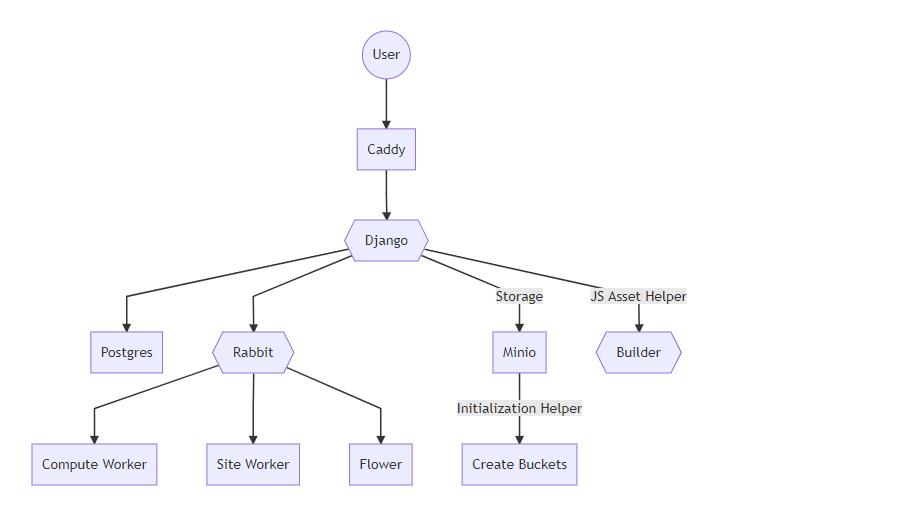 User
Caddy
Django
Storage
JS Asset Helper
Postgres
Rabbit
Minio
Builder
Initialization Helper
Compute Worker
Site Worker
Flower
Create Buckets